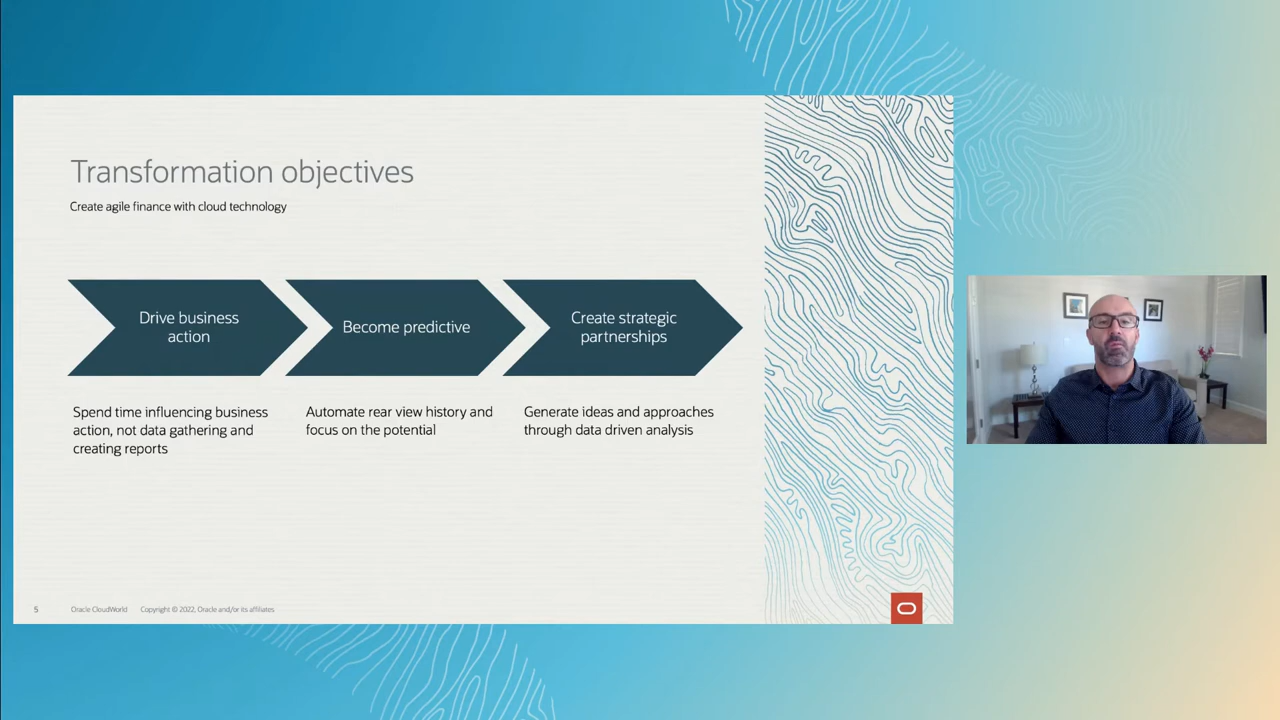 Transformation objectives
Create agile finance with cloud technology
Drive business
action
Become predictive
Create strategic
partnerships
Spend time influencing business
action, not data gathering and
creating reports
Automate rear view history and
focus on the potential
Generate ideas and approaches
through data driven analysis
5
Oracle CloudWorld
Copyright © 2022, Oracle and/or its affiliates